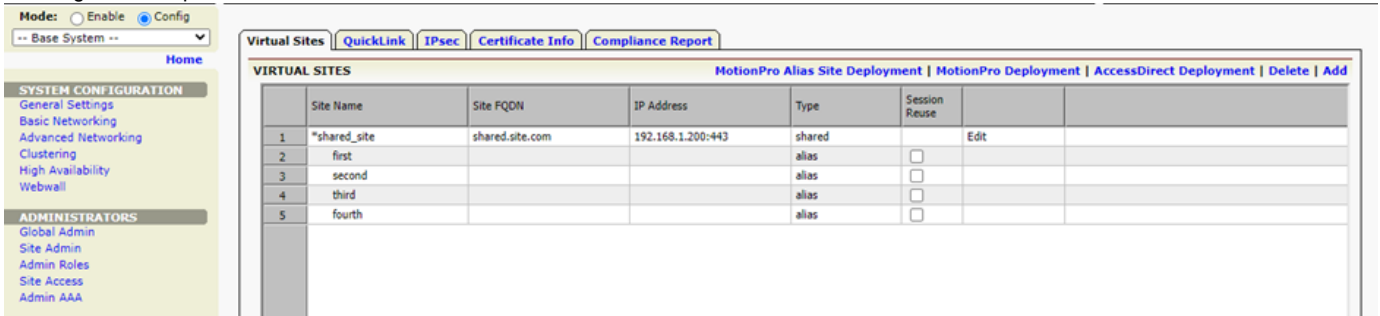 Mode: Enable Config
-- Base System --
Home
SYSTEM CONFIGURATION
General Settings
Basic Networking
Advanced Networking
Clustering
High Availability
Webwall
ADMINISTRATORS
Global Admin
Site Admin
Admin Roles
Site Access
Admin AAA
Virtual Sites QuickLink IPsec Certificate Info Compliance Report
VIRTUAL SITES MotionPro Alias Site Deployment | MotionPro Deployment | AccessDirect Deployment | Delete | Add
Site Name Site FQDN IP Address Type Session Reuse
1 *shared_site shared.site.com 192.168.1.200:443 shared Edit
2 first alias
3 second alias
4 third alias
5 fourth alias